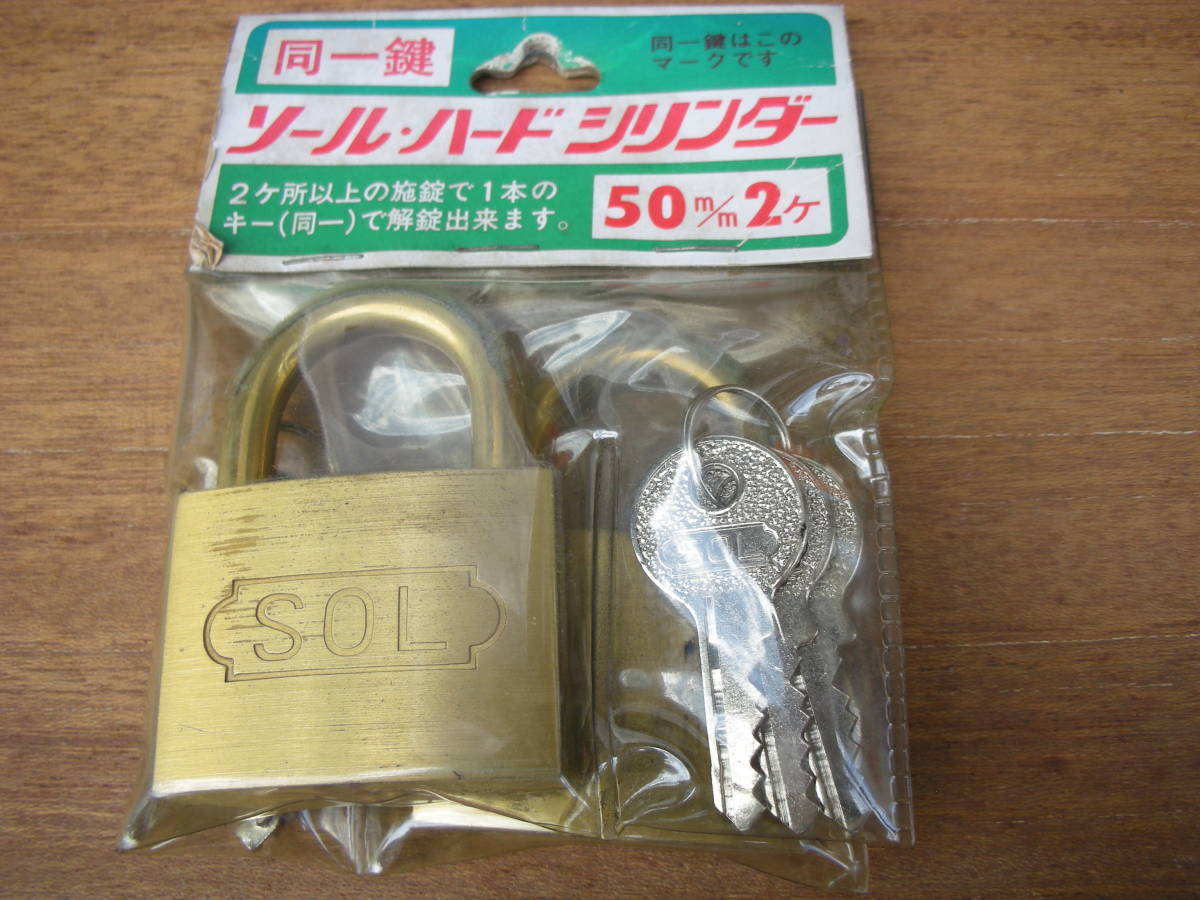 同一鍵
同一鍵はこの
マークです
ソール・ハードシリンダー
2ケ所以上の施錠で1本の
キー(同一)で解錠出来ます。
50m/m2ケ
SOL
SOL